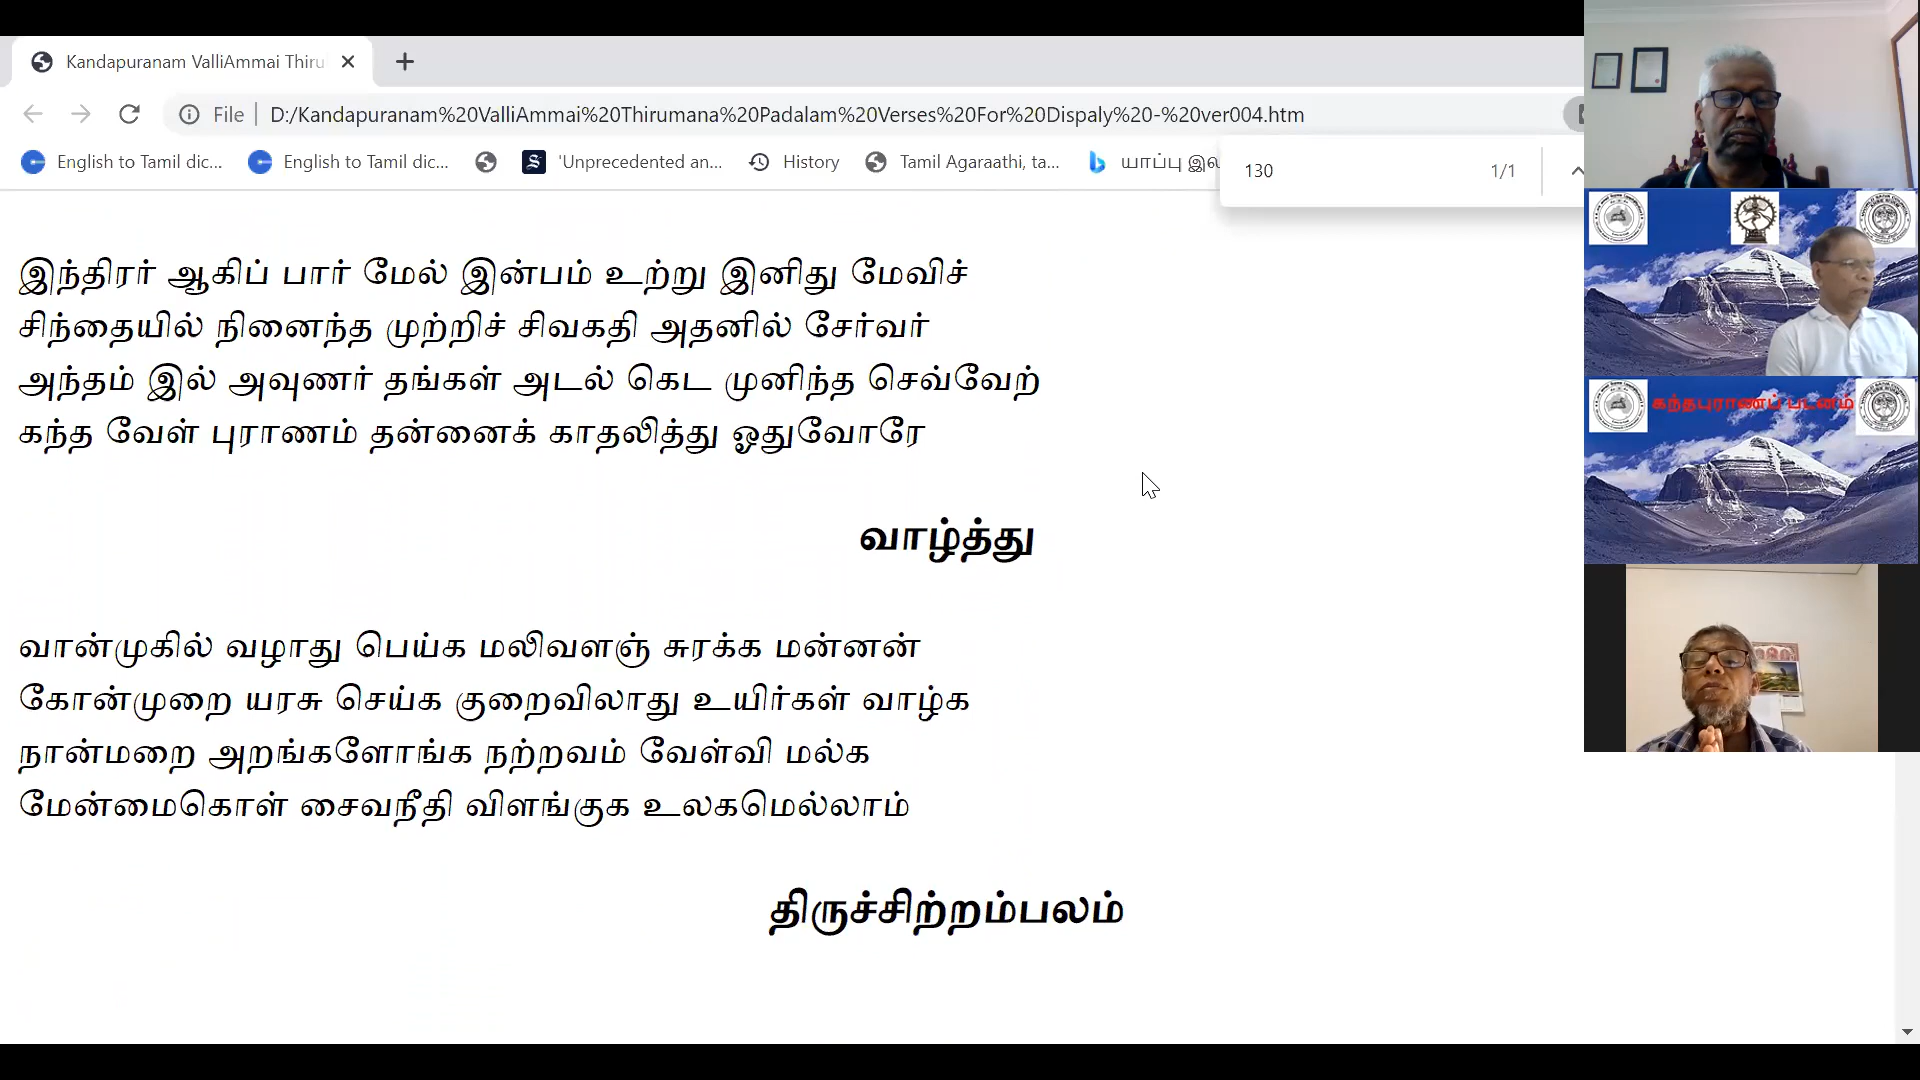 Kandapuranam ValliAmmai Thiru
File
D:/Kandapuranam%20ValliAmmai%20Thirumana%20Padalam%20Verses%20For%20Dispaly%20-%20ver004.htm
English to Tamil dic...
English to Tamil dic...
'Unprecedented an...
History
Tamil Agaraathi, ta...
யாப்பு இல
130
1/1
இந்திரர் ஆகிப் பார் மேல் இன்பம் உற்று இனிது மேவிச்
சிந்தையில் நினைந்த முற்றிச் சிவகதி அதனில் சேர்வர்
அந்தம் இல் அவுணர் தங்கள் அடல் கெட முனிந்த செவ்வேற்
கந்த வேள் புராணம் தன்னைக் காதலித்து ஓதுவோரே
வாழ்த்து
வான்முகில் வழாது பெய்க மலிவளஞ் சுரக்க மன்னன்
கோன்முறை யரசு செய்க குறைவிலாது உயிர்கள் வாழ்க
நான்மறை அறங்களோங்க நற்றவம் வேள்வி மல்க
மேன்மைகொள் சைவநீதி விளங்குக உலகமெல்லாம்
திருச்சிற்றம்பலம்
கந்தபுராணப் படனம்